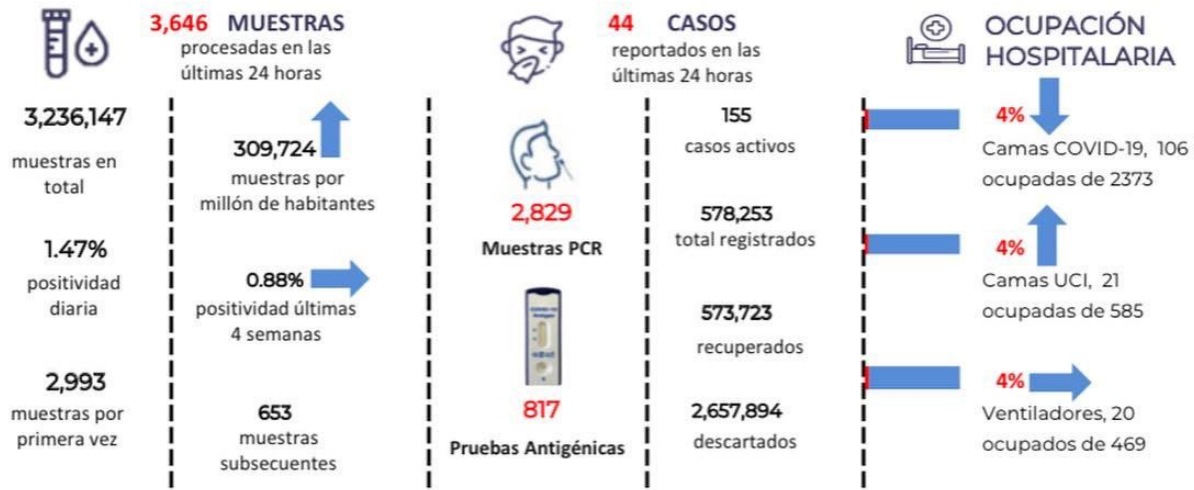 3,646 MUESTRAS
procesadas en las
últimas 24 horas
3,236,147
muestras en
total
1.47%
positividad
diaria
2,993
muestras por
primera vez
309,724
muestras por
millón de habitantes
0.88%
positividad últimas
4 semanas
653
muestras
subsecuentes
44 CASOS
reportados en las
últimas 24 horas
2,829
Muestras PCR
817
Pruebas Antigénicas
155
casos activos
578,253
total registrados
573,723
recuperados
2,657,894
descartados
OCUPACIÓN
HOSPITALARIA
4%
Camas COVID-19, 106
ocupadas de 2373
4%
Camas UCI, 21
ocupadas de 585
4%
Ventiladores, 20
ocupados de 469